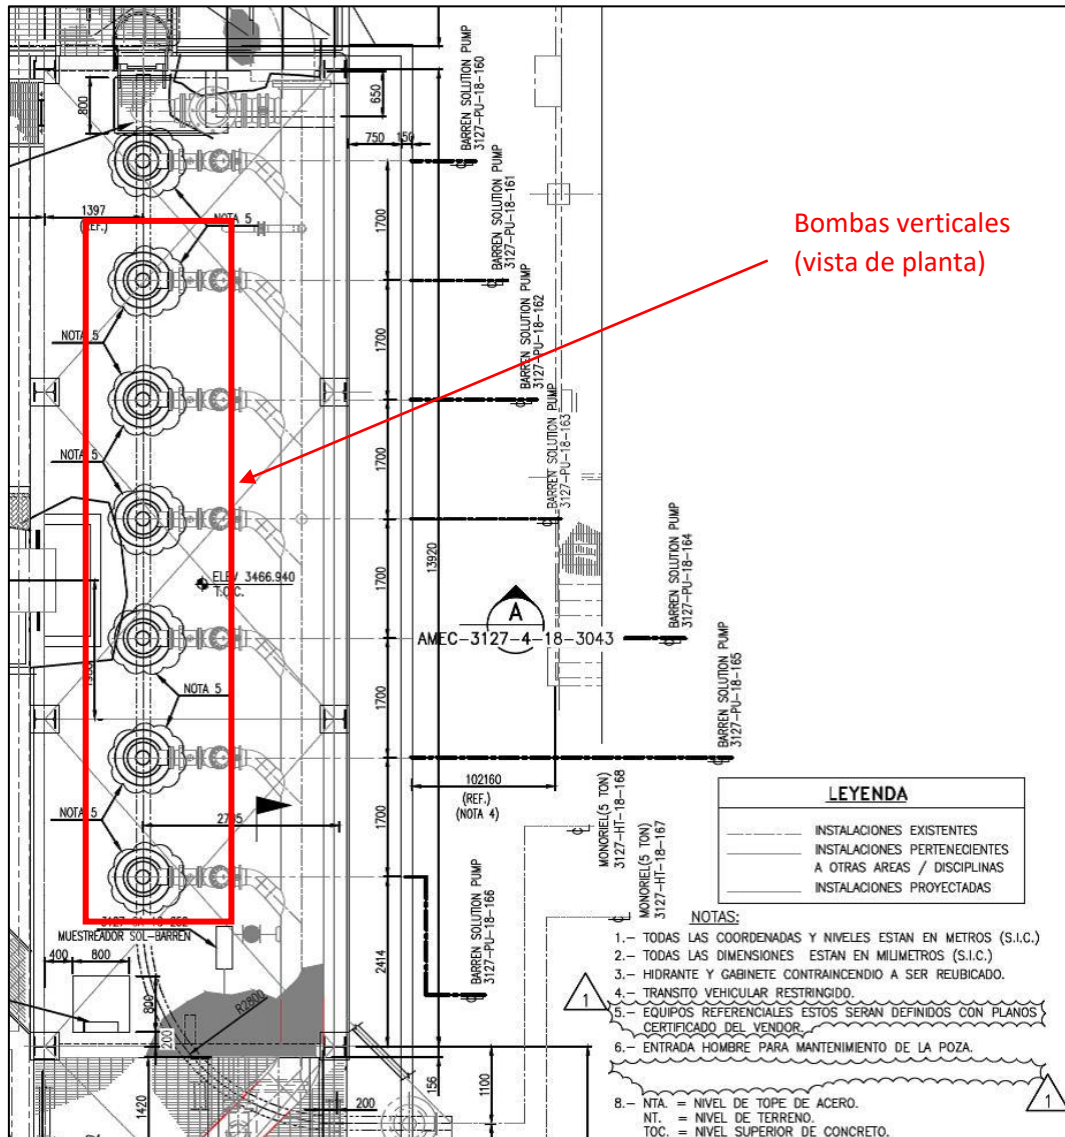 BARREN SOLUTION PUMP
3127-PU-18-160
BARREN SOLUTION PUMP
3127-PU-18-161
BARREN SOLUTION PUMP
3127-PU-18-162
BARREN SOLUTION PUMP
3127-PU-18-163
BARREN SOLUTION PUMP
3127-PU-18-164
BARREN SOLUTION PUMP
3127-PU-18-165
BARREN SOLUTION PUMP
3127-PU-18-166
MONORIEL(5 TON)
3127-HT-18-168
MONORIEL(5 TON)
3127-HT-18-167
Bombas verticales
(vista de planta)
800
650
750
150
1397
(REF.)
NOTA 5
NOTA 5
NOTA 5
NOTA 5
NOTA 5
1700
1700
1700
1700
1700
1700
13920
ELEV 3466.940
T.O.C.
A
AMEC-3127-4-18-3043
102160
(REF.)
(NOTA 4)
MUESTREADOR SOL-BARREN
400
800
800
200
R2800
2414
156
1100
1420
200
LEYENDA
INSTALACIONES EXISTENTES
INSTALACIONES PERTENECIENTES
A OTRAS AREAS / DISCIPLINAS
INSTALACIONES PROYECTADAS
NOTAS:
1.- TODAS LAS COORDENADAS Y NIVELES ESTAN EN METROS (S.I.C.)
2.- TODAS LAS DIMENSIONES ESTAN EN MILIMETROS (S.I.C.)
3.- HIDRANTE Y GABINETE CONTRAINCENDIO A SER REUBICADO.
4.- TRANSITO VEHICULAR RESTRINGIDO.
1
5.- EQUIPOS REFERENCIALES ESTOS SERAN DEFINIDOS CON PLANOS
CERTIFICADO DEL VENDOR.
6.- ENTRADA HOMBRE PARA MANTENIMIENTO DE LA POZA.
1
8.- NTA. = NIVEL DE TOPE DE ACERO.
NT. = NIVEL DE TERRENO.
TOC. = NIVEL SUPERIOR DE CONCRETO.